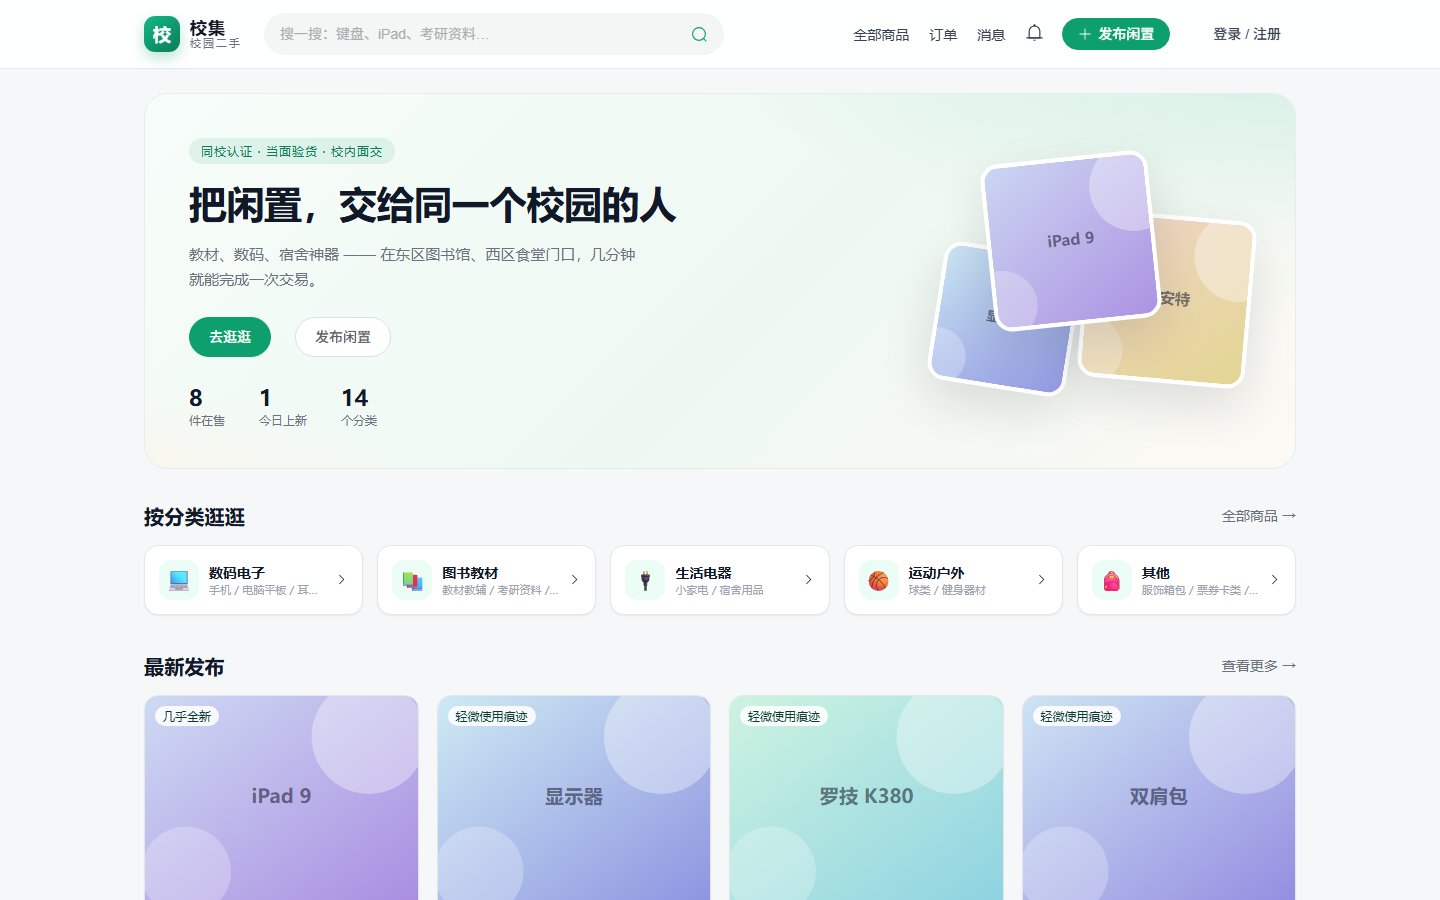 校
校集
校园二手
搜一搜：键盘、iPad、考研资料...
全部商品
订单
消息
发布闲置
登录 / 注册
同校认证 · 当面验货 · 校内面交
把闲置，交给同一个校园的人
教材、数码、宿舍神器 —— 在东区图书馆、西区食堂门口，几分钟
就能完成一次交易。
去逛逛
发布闲置
8
件在售
1
今日上新
14
个分类
iPad 9
安特
按分类逛逛
全部商品 →
数码电子
手机 / 电脑平板 / 耳...
图书教材
教材教辅 / 考研资料 /...
生活电器
小家电 / 宿舍用品
运动户外
球类 / 健身器材
其他
服饰箱包 / 票券卡类 /...
最新发布
查看更多 →
几乎全新
iPad 9
轻微使用痕迹
显示器
轻微使用痕迹
罗技 K380
轻微使用痕迹
双肩包